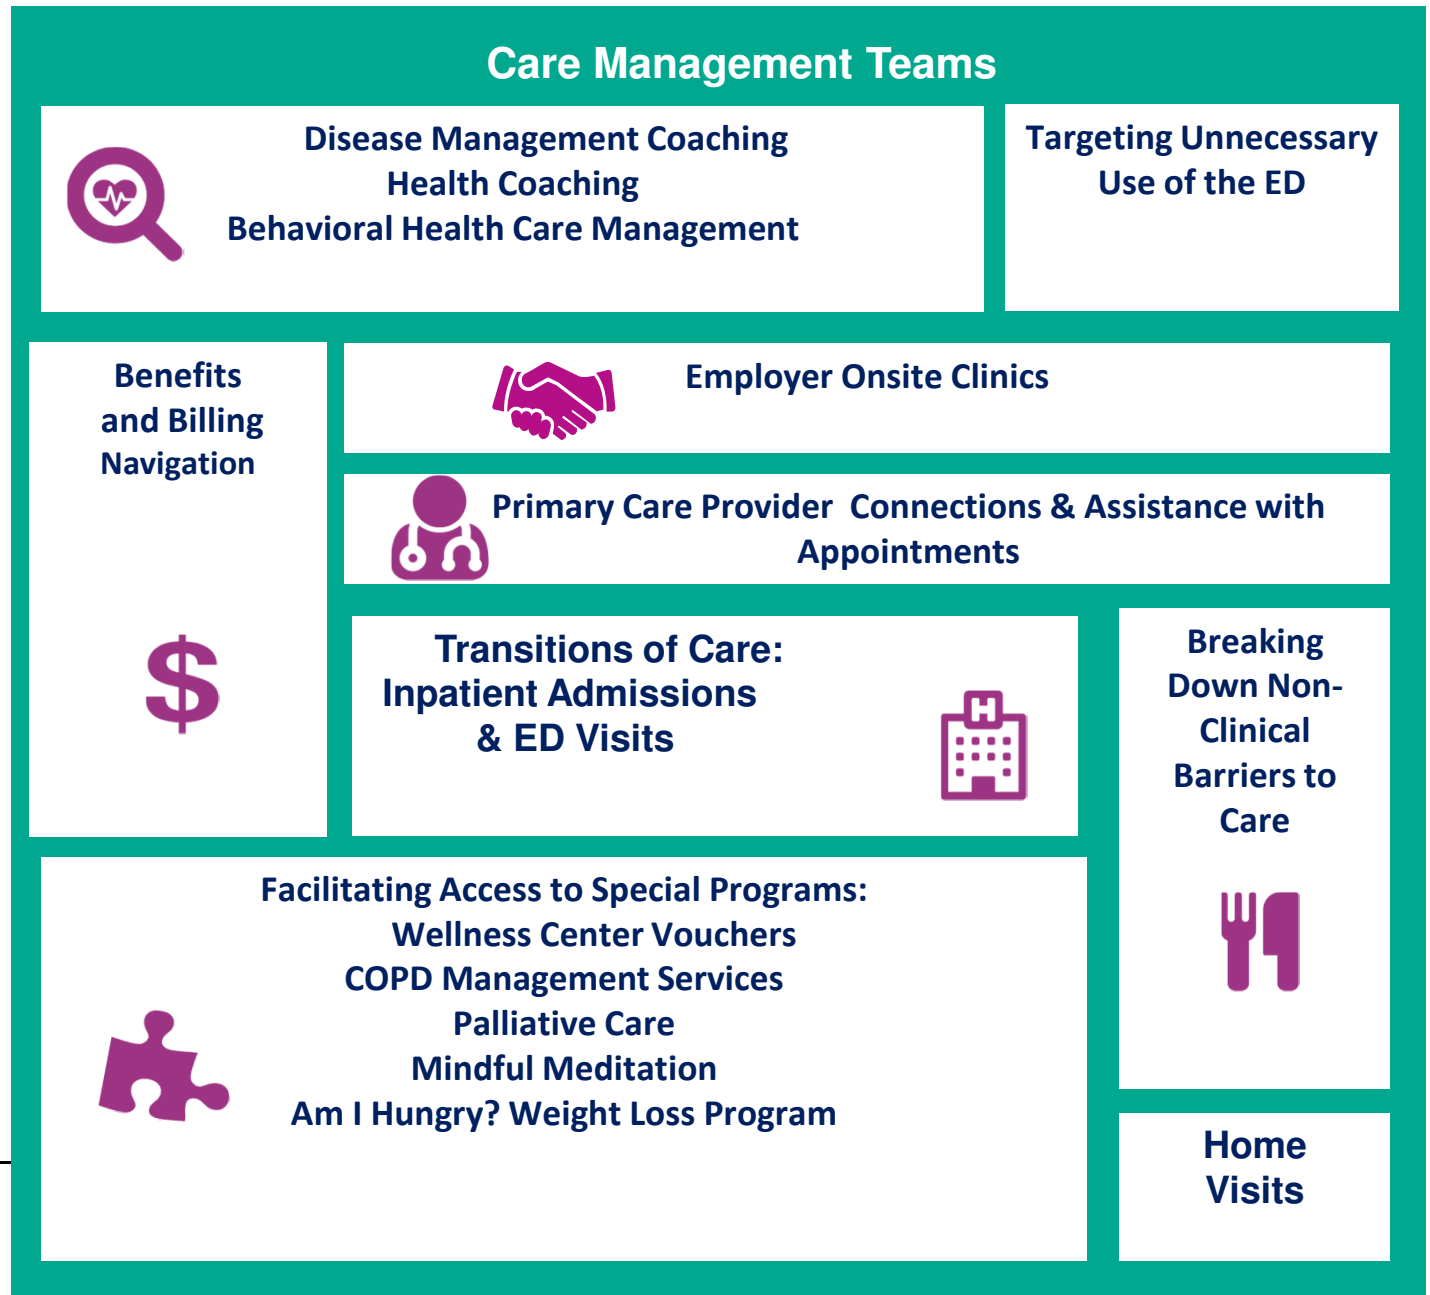 Care Management Teams
Disease Management Coaching
Health Coaching
Behavioral Health Care Management
Targeting Unnecessary
Use of the ED
Benefits
and Billing
Navigation
Employer Onsite Clinics
Primary Care Provider  Connections & Assistance with
Appointments
$
Transitions of Care:
Inpatient Admissions
& ED Visits
H
Breaking
Down Non-
Clinical
Barriers to
Care
Facilitating Access to Special Programs:
Wellness Center Vouchers
COPD Management Services
Palliative Care
Mindful Meditation
Am I Hungry? Weight Loss Program
Home
Visits